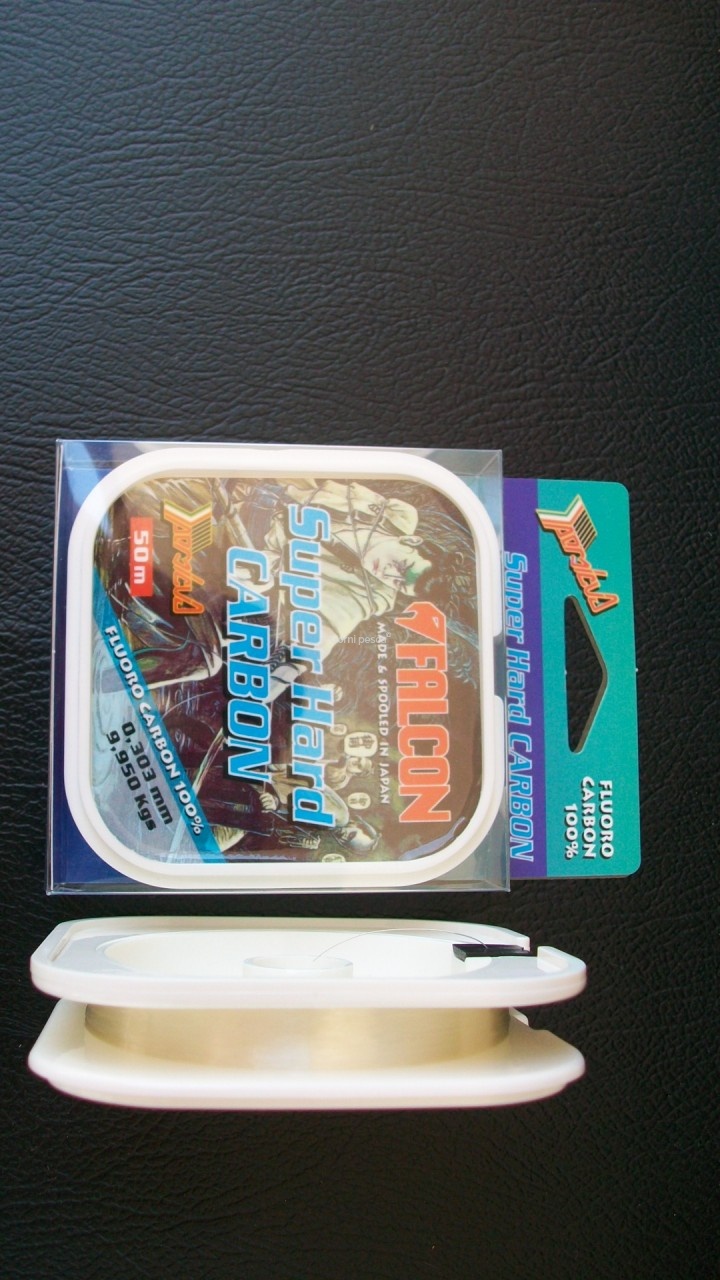 FALCON
MADE & SPOOLED IN JAPAN
Super Hard
CARBON
50m
FLUORO CARBON 100%
0.303 mm
9,950 Kgs
FLUORO
CARBON
100%
Super Hard CARBON